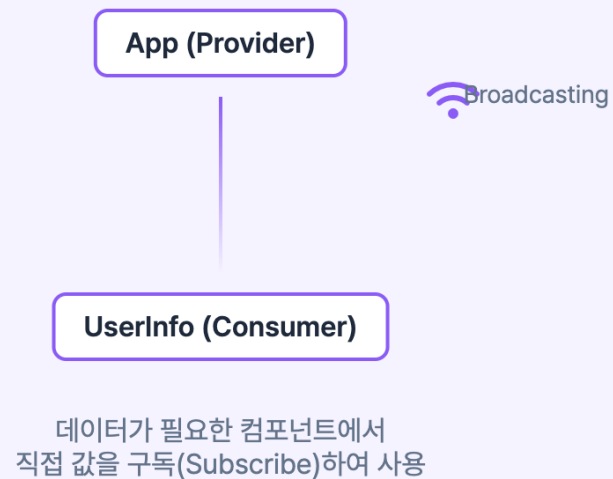 App (Provider)
Broadcasting
UserInfo (Consumer)
데이터가 필요한 컴포넌트에서
직접 값을 구독(Subscribe)하여 사용